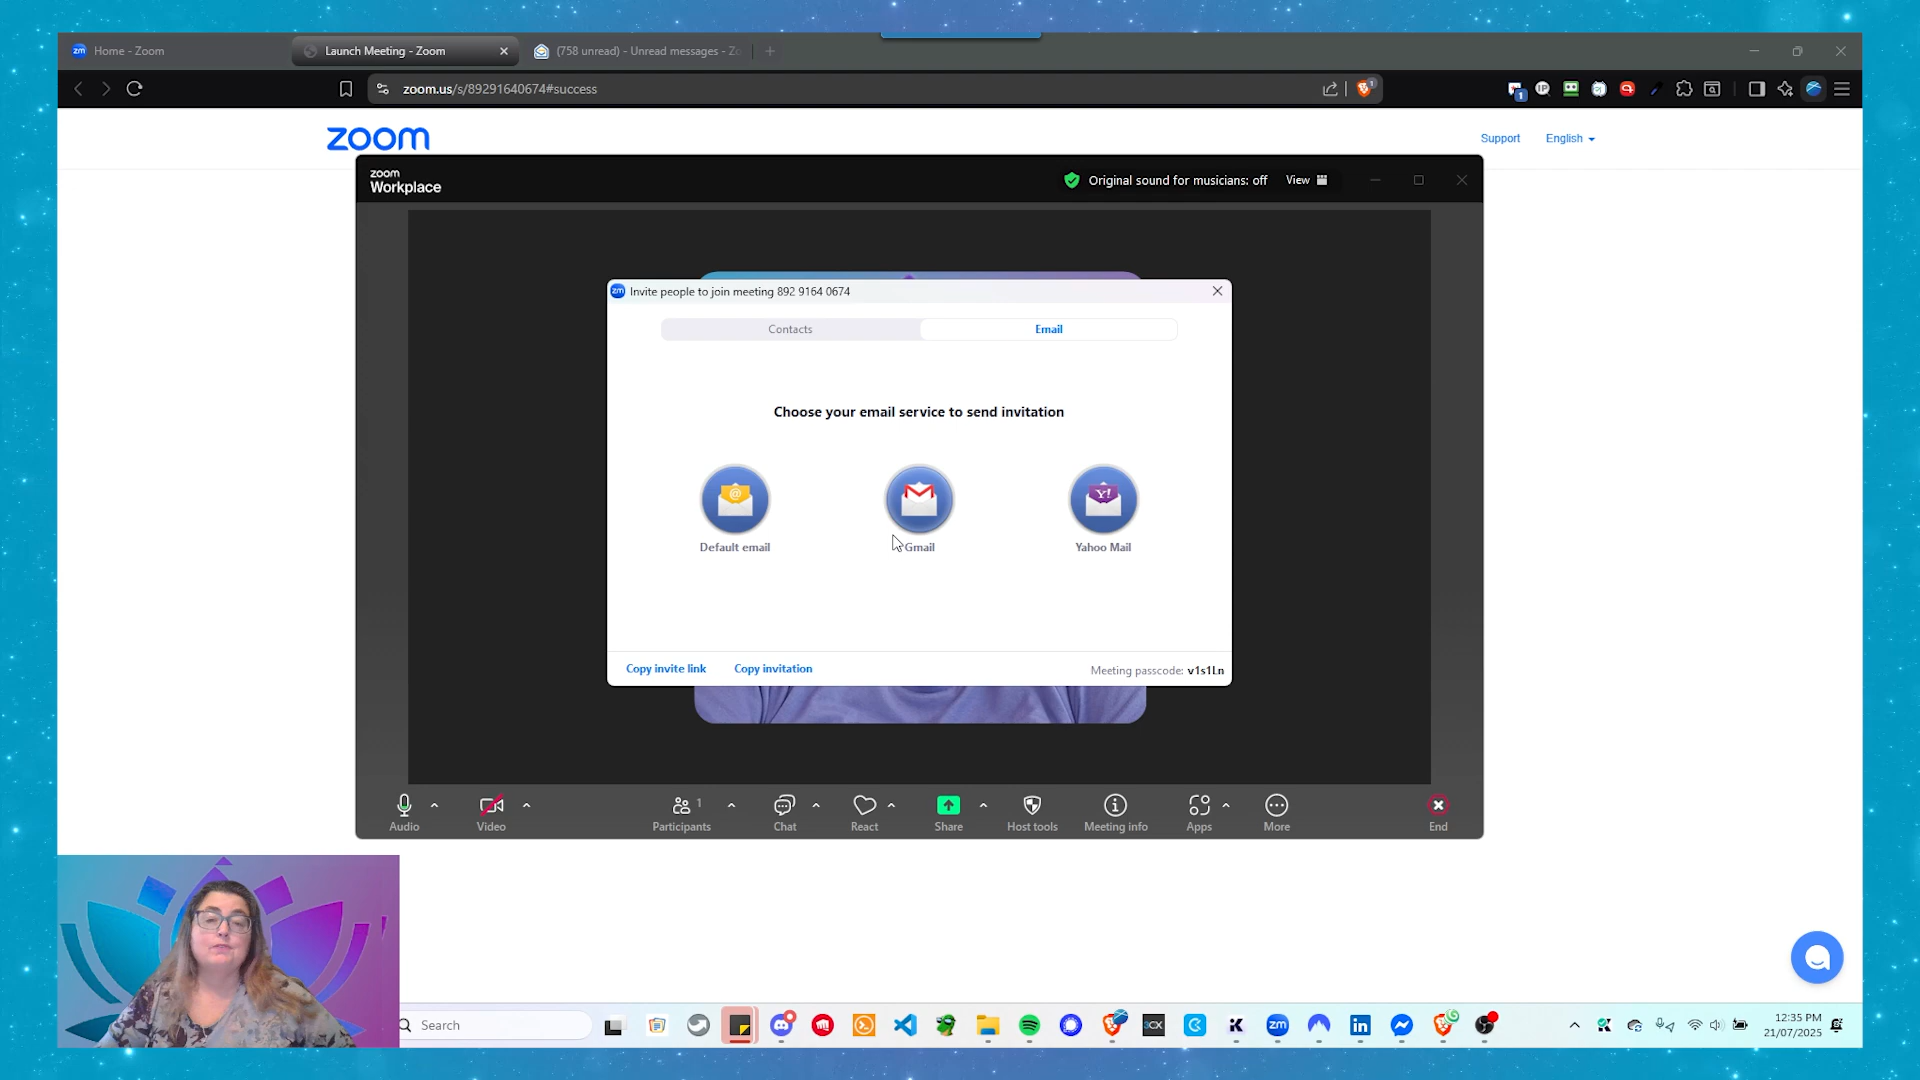 Home - Zoom
Launch Meeting - Zoom
(758 unread) - Unread messages - Zo
zoom.us/s/89291640674#success
zoom
Support
English
zoom
Workplace
Original sound for musicians: off
View
zm
Invite people to join meeting 892 9164 0674
Contacts
Email
Choose your email service to send invitation
Default email
Gmail
Yahoo Mail
Copy invite link
Copy invitation
Meeting passcode: v1s1Ln
1
Audio
Video
Participants
Chat
React
Share
Host tools
Meeting info
Apps
More
End
Search
12:35 PM
21/07/2025